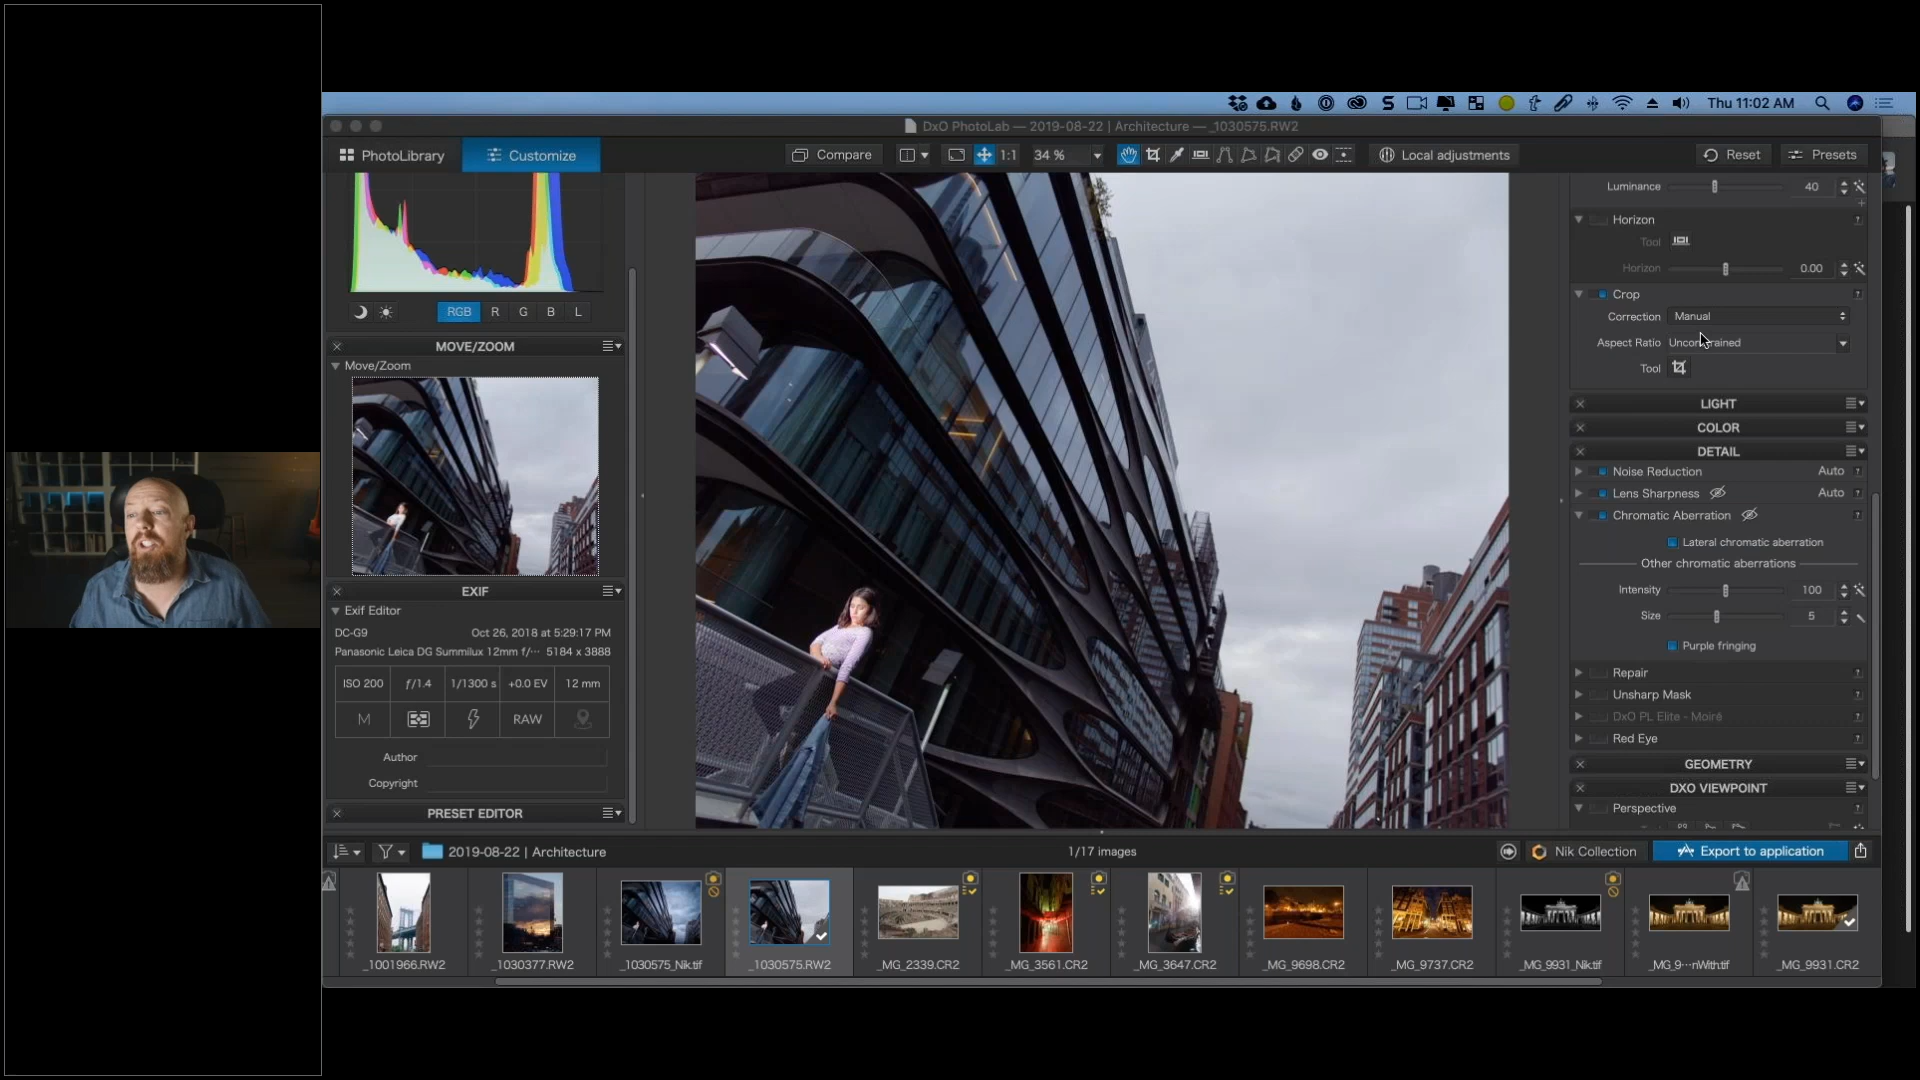 Thu 11:02 AM
DxO PhotoLab — 2019-08-22 | Architecture — _1030575.RW2
PhotoLibrary
Customize
Compare
1:1
34 %
Local adjustments
Reset
Presets
RGB
R
G
B
L
MOVE/ZOOM
Move/Zoom
EXIF
Exif Editor
DC-G9
Oct 26, 2018 at 5:29:17 PM
Panasonic Leica DG Summilux 12mm f/···
5184 x 3888
ISO 200
ƒ/1.4
1/1300 s
+0.0 EV
12 mm
M
RAW
Author
Copyright
PRESET EDITOR
Luminance
40
Horizon
Tool
Horizon
0.00
Crop
Correction
Manual
Aspect Ratio
Tool
LIGHT
COLOR
DETAIL
Noise Reduction
Auto
Lens Sharpness
Auto
Chromatic Aberration
Lateral chromatic aberration
Other chromatic aberrations
Intensity
100
Size
5
Purple fringing
Repair
Unsharp Mask
DxO PL Elite - Moiré
Red Eye
GEOMETRY
DXO VIEWPOINT
Perspective
2019-08-22 | Architecture
1/17 images
Nik Collection
Export to application
_1001966.RW2
_1030377.RW2
_1030575_Nik.tif
_1030575.RW2
_MG_2339.CR2
_MG_3561.CR2
_MG_3647.CR2
_MG_9698.CR2
_MG_9737.CR2
_MG_9931_Nik.tif
_MG_9···nWith.tif
_MG_9931.CR2